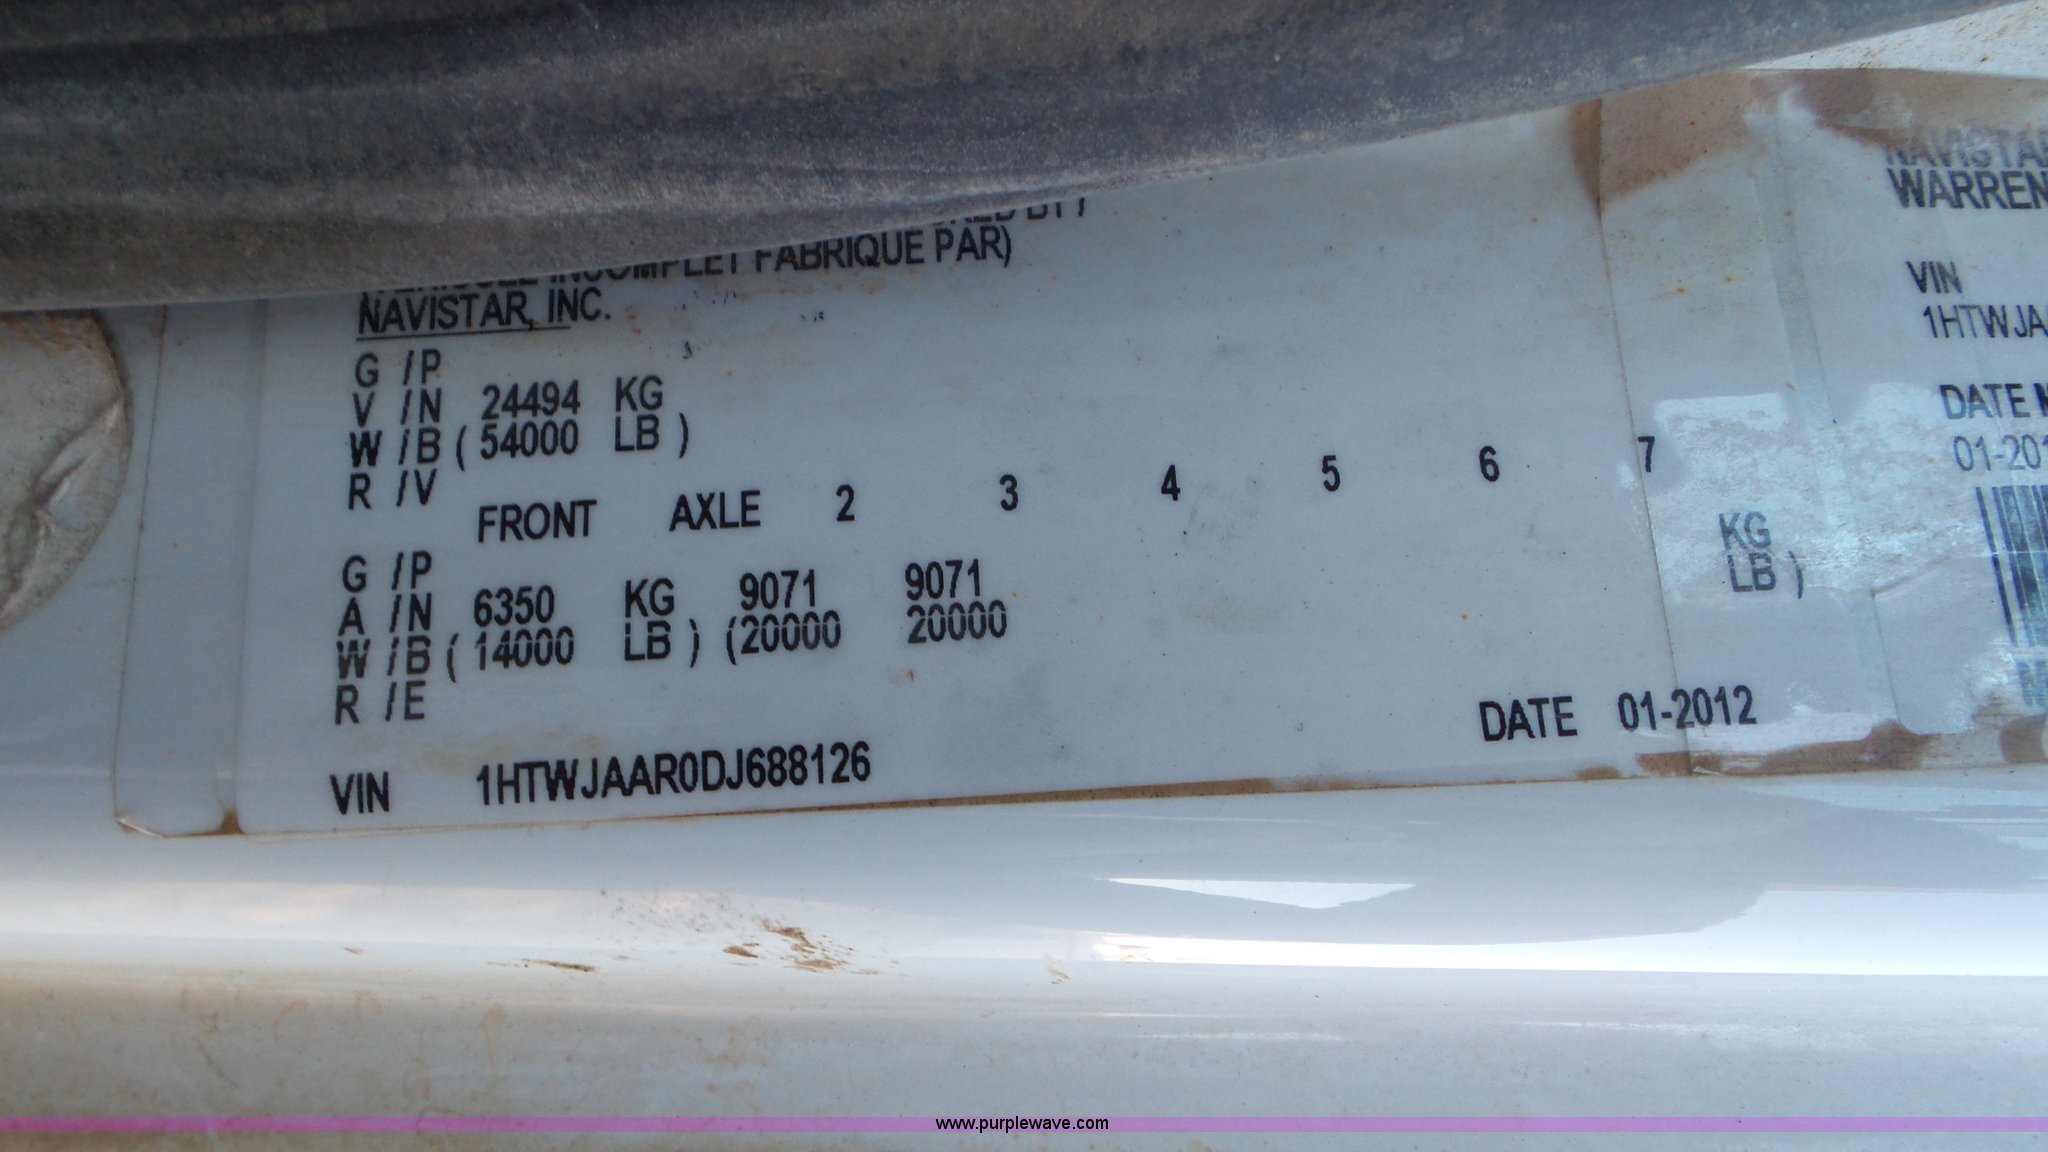 INCOMPLET FABRIQUE PAR)
NAVISTAR, INC.
G /P
V /N 24494 KG
W /B ( 54000 LB )
R /V
FRONT AXLE 2 3 4 5 6 7
G /P
A /N 6350 KG 9071 9071 KG
W /B ( 14000 LB ) (20000 20000 LB )
R /E
VIN 1HTWJAAR0DJ688126
DATE 01-2012
WARREN
VIN
1HTWJA
DATE
01-201
www.purplewave.com